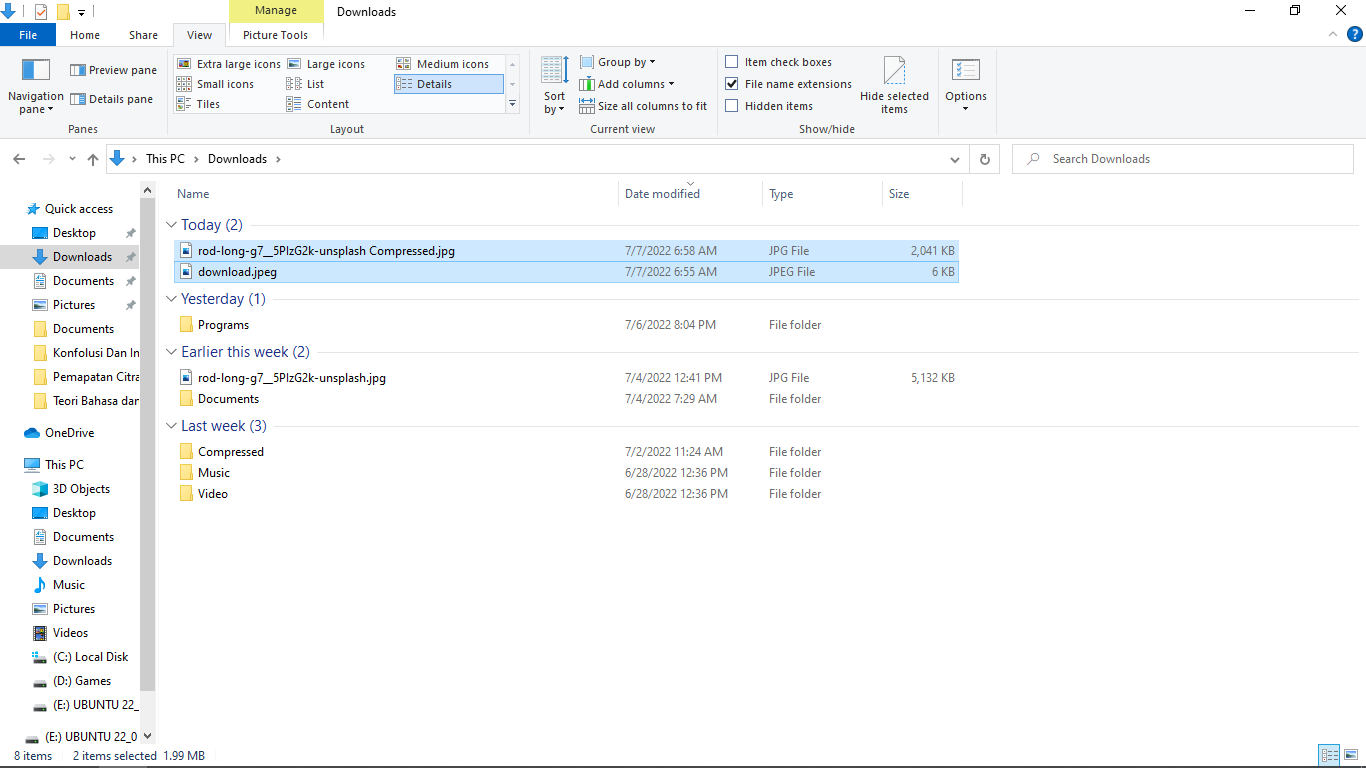 Manage Downloads
File Home Share View Picture Tools
Navigation pane
Preview pane
Details pane
Panes
Extra large icons Large icons Medium icons
Small icons List Details
Tiles Content
Layout
Sort by
Group by
Add columns
Size all columns to fit
Current view
Item check boxes
File name extensions
Hidden items
Hide selected items
Show/hide
Options
This PC Downloads
Search Downloads
Quick access
Desktop
Downloads
Documents
Pictures
Documents
Konfolusi Dan In
Pemapatan Citra
Teori Bahasa dan
OneDrive
This PC
3D Objects
Desktop
Documents
Downloads
Music
Pictures
Videos
(C:) Local Disk
(D:) Games
(E:) UBUNTU 22_
(E:) UBUNTU 22_0
Name Date modified Type Size
Today (2)
rod-long-g7__5PlzG2k-unsplash Compressed.jpg 7/7/2022 6:58 AM JPG File 2,041 KB
download.jpeg 7/7/2022 6:55 AM JPEG File 6 KB
Yesterday (1)
Programs 7/6/2022 8:04 PM File folder
Earlier this week (2)
rod-long-g7__5PlzG2k-unsplash.jpg 7/4/2022 12:41 PM JPG File 5,132 KB
Documents 7/4/2022 7:29 AM File folder
Last week (3)
Compressed 7/2/2022 11:24 AM File folder
Music 6/28/2022 12:36 PM File folder
Video 6/28/2022 12:36 PM File folder
8 items 2 items selected 1.99 MB